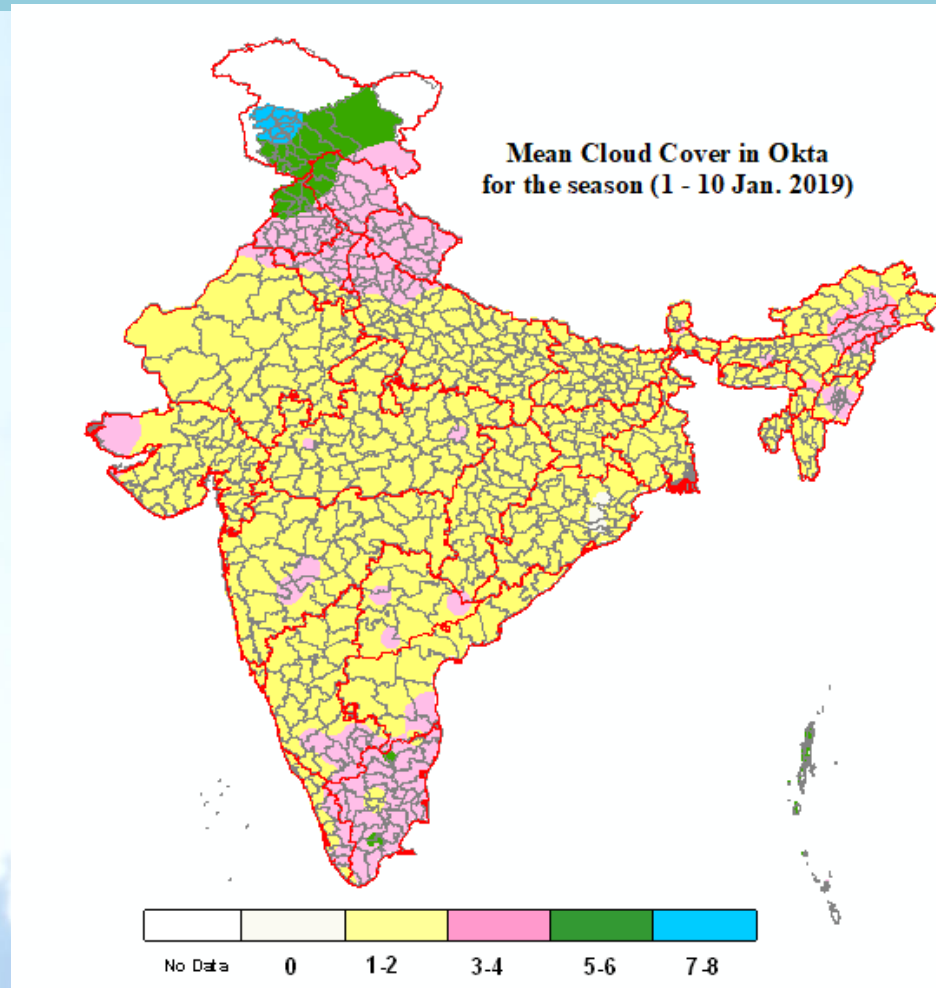 Mean Cloud Cover in Okta
for the season (1 - 10 Jan. 2019)
No Data 0 1-2 3-4 5-6 7-8